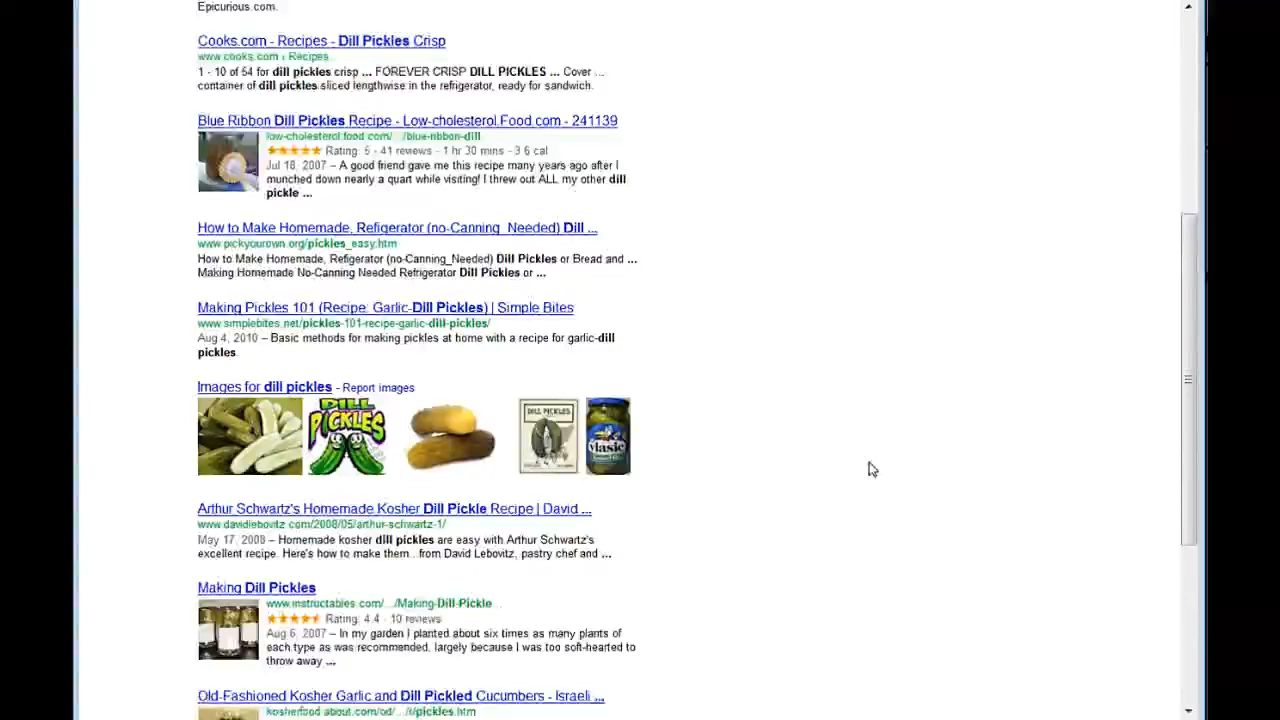 Epicurious.com.
Cooks.com - Recipes - Dill Pickles Crisp
www.cooks.com › Recipes
1 - 10 of 54 for dill pickles crisp ... FOREVER CRISP DILL PICKLES ... Cover ...
container of dill pickles sliced lengthwise in the refrigerator, ready for sandwich.
Blue Ribbon Dill Pickles Recipe - Low-cholesterol.Food.com - 241139
low-cholesterol.food.com/.../blue-ribbon-dill
Rating: 5 - 41 reviews - 1 hr 30 mins - 3.6 cal
Jul 18, 2007 – A good friend gave me this recipe many years ago after I
munched down nearly a quart while visiting! I threw out ALL my other dill
pickle ...
How to Make Homemade, Refigerator (no-Canning_Needed) Dill ...
www.pickyourown.org/pickles_easy.htm
How to Make Homemade, Refigerator (no-Canning_Needed) Dill Pickles or Bread and ...
Making Homemade No-Canning Needed Refrigerator Dill Pickles or ...
Making Pickles 101 (Recipe: Garlic-Dill Pickles) | Simple Bites
www.simplebites.net/pickles-101-recipe-garlic-dill-pickles/
Aug 4, 2010 – Basic methods for making pickles at home with a recipe for garlic-dill
pickles.
Images for dill pickles - Report images
DILL
PICKLES
DILL PICKLES
Vlasic
Arthur Schwartz's Homemade Kosher Dill Pickle Recipe | David ...
www.davidlebovitz.com/2008/05/arthur-schwartz-1/
May 17, 2008 – Homemade kosher dill pickles are easy with Arthur Schwartz's
excellent recipe. Here's how to make them...from David Lebovitz, pastry chef and ...
Making Dill Pickles
www.instructables.com/.../Making-Dill-Pickle...
Rating: 4.4 - 10 reviews
Aug 6, 2007 – In my garden I planted about six times as many plants of
each type as was recommended, largely because I was too soft-hearted to
throw away ...
Old-Fashioned Kosher Garlic and Dill Pickled Cucumbers - Israeli ...
kosherfood.about.com/od/.../r/pickles.htm